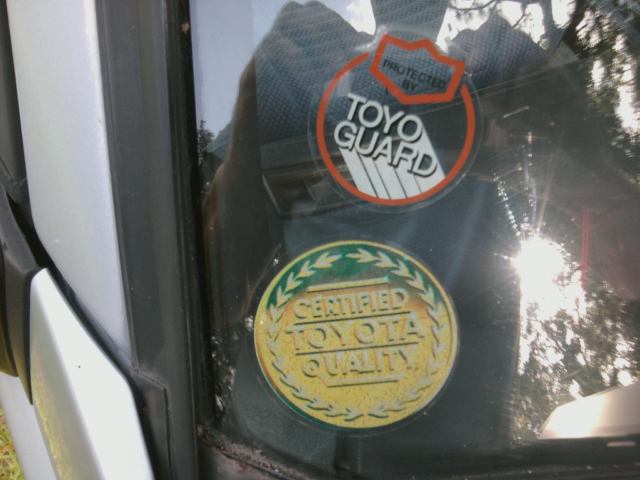 PROTECTED
BY
TOYO
GUARD
CERTIFIED
TOYOTA
QUALITY